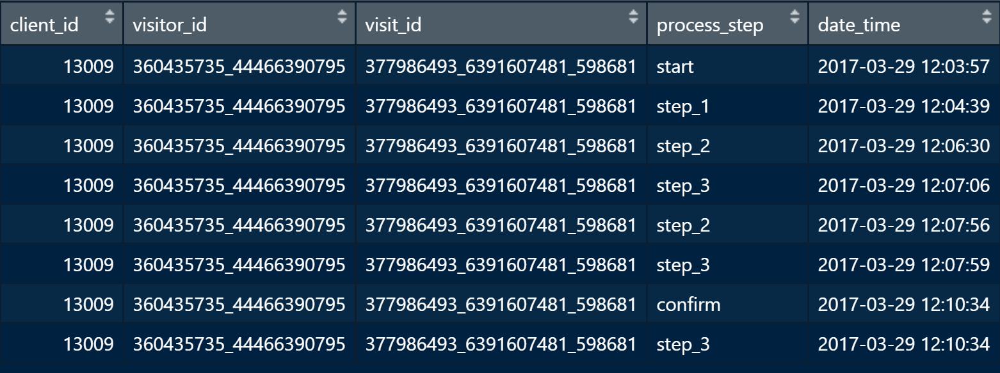 client_id visitor_id visit_id process_step date_time
13009 360435735_44466390795 377986493_6391607481_598681 start 2017-03-29 12:03:57
13009 360435735_44466390795 377986493_6391607481_598681 step_1 2017-03-29 12:04:39
13009 360435735_44466390795 377986493_6391607481_598681 step_2 2017-03-29 12:06:30
13009 360435735_44466390795 377986493_6391607481_598681 step_3 2017-03-29 12:07:06
13009 360435735_44466390795 377986493_6391607481_598681 step_2 2017-03-29 12:07:56
13009 360435735_44466390795 377986493_6391607481_598681 step_3 2017-03-29 12:07:59
13009 360435735_44466390795 377986493_6391607481_598681 confirm 2017-03-29 12:10:34
13009 360435735_44466390795 377986493_6391607481_598681 step_3 2017-03-29 12:10:34